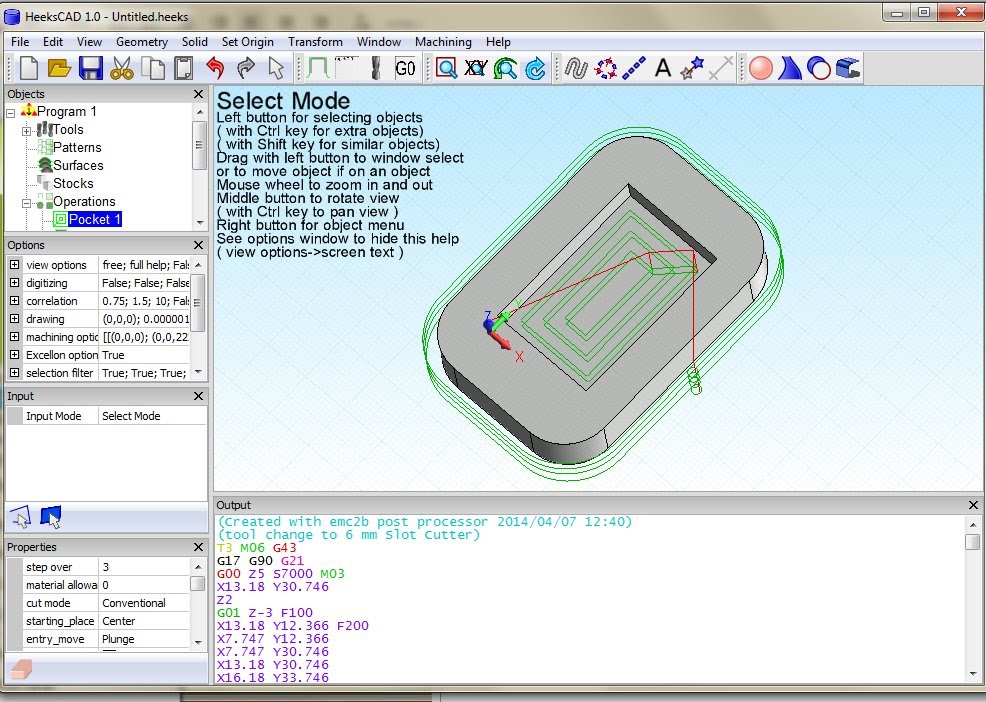 HeeksCAD 1.0 - Untitled.heeks
File Edit View Geometry Solid Set Origin Transform Window Machining Help
G0 XY A
Objects
Program 1
Tools
Patterns
Surfaces
Stocks
Operations
Pocket 1
Options
view options free; full help; Fal
digitizing False; False; False
correlation 0.75; 1.5; 10; Fal
drawing (0,0,0); 0.000001
machining optic [[(0,0,0); (0,0,22
Excellon option True
selection filter True; True; True;
Input
Input Mode Select Mode
Properties
step over 3
material allowa 0
cut mode Conventional
starting_place Center
entry_move Plunge
Select Mode
Left button for selecting objects
( with Ctrl key for extra objects)
( with Shift key for similar objects)
Drag with left button to window select
or to move object if on an object
Mouse wheel to zoom in and out
Middle button to rotate view
( with Ctrl key to pan view )
Right button for object menu
See options window to hide this help
( view options->screen text )
Z
Y
X
Output
(Created with emc2b post processor 2014/04/07 12:40)
(tool change to 6 mm Slot Cutter)
T3 M06 G43
G17 G90 G21
G00 Z5 S7000 M03
X13.18 Y30.746
Z2
G01 Z-3 F100
X13.18 Y12.366 F200
X7.747 Y12.366
X7.747 Y30.746
X13.18 Y30.746
X16.18 Y33.746